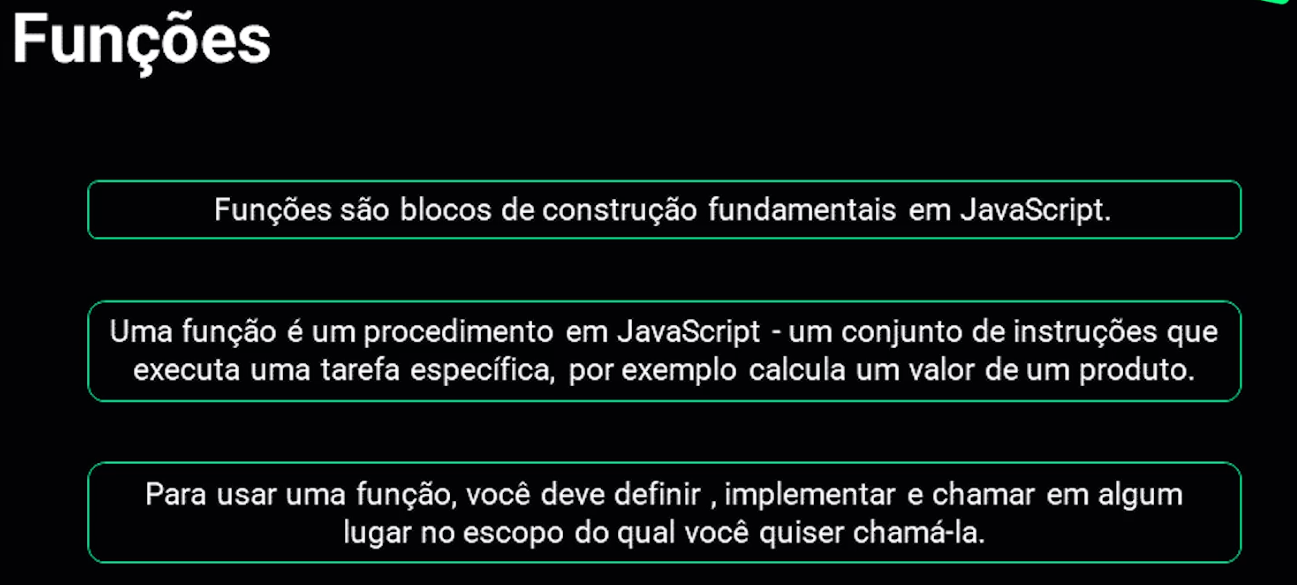 Funções
Funções são blocos de construção fundamentais em JavaScript.
Uma função é um procedimento em JavaScript - um conjunto de instruções que
executa uma tarefa específica, por exemplo calcula um valor de um produto.
Para usar uma função, você deve definir , implementar e chamar em algum
lugar no escopo do qual você quiser chamá-la.